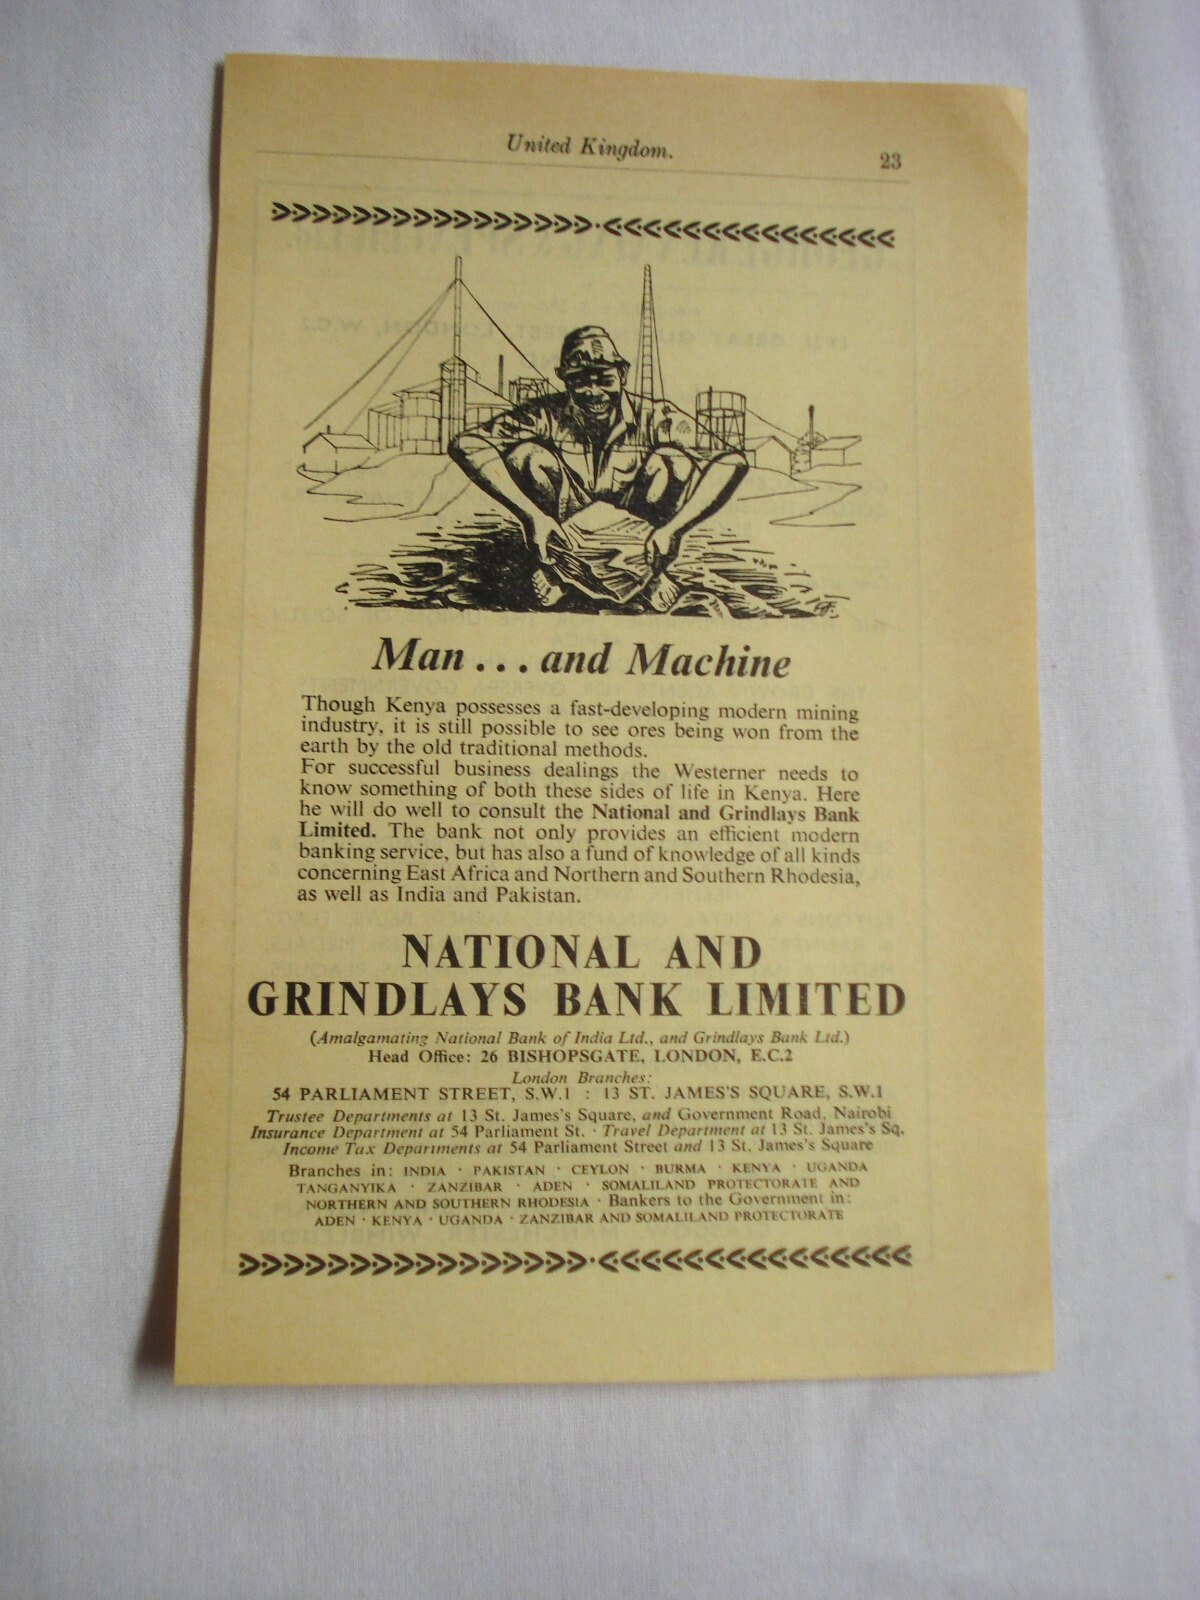 United Kingdom.
23
Man . . . and Machine
Though Kenya possesses a fast-developing modern mining
industry, it is still possible to see ores being won from the
earth by the old traditional methods.
For successful business dealings the Westerner needs to
know something of both these sides of life in Kenya. Here
he will do well to consult the National and Grindlays Bank
Limited. The bank not only provides an efficient modern
banking service, but has also a fund of knowledge of all kinds
concerning East Africa and Northern and Southern Rhodesia,
as well as India and Pakistan.
NATIONAL AND
GRINDLAYS BANK LIMITED
(Amalgamating National Bank of India Ltd., and Grindlays Bank Ltd.)
Head Office: 26 BISHOPSGATE, LONDON, E.C.2
London Branches:
54 PARLIAMENT STREET, S.W.1 : 13 ST. JAMES'S SQUARE, S.W.1
Trustee Departments at 13 St. James's Square, and Government Road, Nairobi
Insurance Department at 54 Parliament St. · Travel Department at 13 St. James's Sq.
Income Tax Departments at 54 Parliament Street and 13 St. James's Square
Branches in: INDIA · PAKISTAN · CEYLON · BURMA · KENYA · UGANDA
TANGANYIKA · ZANZIBAR · ADEN · SOMALILAND PROTECTORATE AND
NORTHERN AND SOUTHERN RHODESIA · Bankers to the Government in:
ADEN · KENYA · UGANDA · ZANZIBAR AND SOMALILAND PROTECTORATE